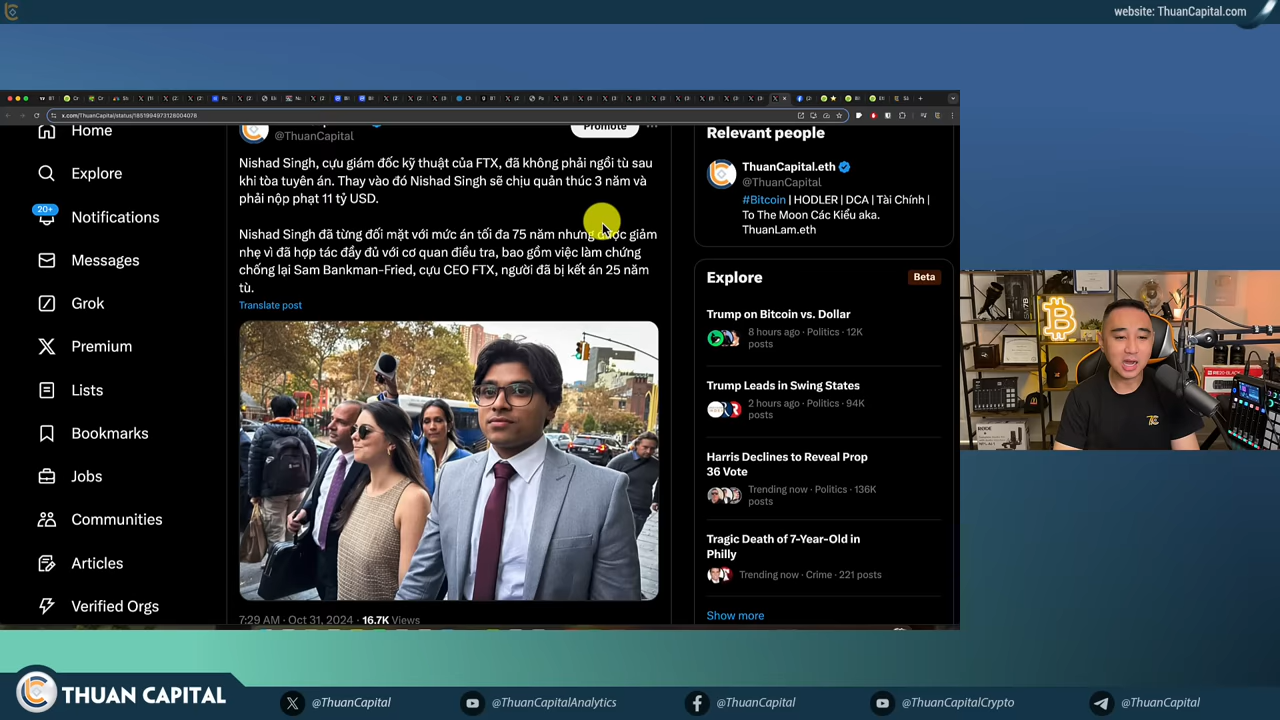 website: ThuanCapital.com
x.com/ThuanCapital/status/1851994973128004078
Home
Explore
20+
Notifications
Messages
Grok
Premium
Lists
Bookmarks
Jobs
Communities
Articles
Verified Orgs
@ThuanCapital
Promote
Nishad Singh, cựu giám đốc kỹ thuật của FTX, đã không phải ngồi tù sau
khi tòa tuyên án. Thay vào đó Nishad Singh sẽ chịu quản thúc 3 năm và
phải nộp phạt 11 tỷ USD.
Nishad Singh đã từng đối mặt với mức án tối đa 75 năm nhưng được giảm
nhẹ vì đã hợp tác đầy đủ với cơ quan điều tra, bao gồm việc làm chứng
chống lại Sam Bankman-Fried, cựu CEO FTX, người đã bị kết án 25 năm
tù.
Translate post
7:29 AM · Oct 31, 2024 · 16.7K Views
Relevant people
ThuanCapital.eth
@ThuanCapital
#Bitcoin | HODLER | DCA | Tài Chính |
To The Moon Các Kiểu aka.
ThuanLam.eth
Explore
Beta
Trump on Bitcoin vs. Dollar
8 hours ago · Politics · 12K
posts
Trump Leads in Swing States
2 hours ago · Politics · 94K
posts
Harris Declines to Reveal Prop
36 Vote
Trending now · Politics · 136K
posts
Tragic Death of 7-Year-Old in
Philly
Trending now · Crime · 221 posts
Show more
THUAN CAPITAL
@ThuanCapital
@ThuanCapitalAnalytics
@ThuanCapital
@ThuanCapitalCrypto
@ThuanCapital